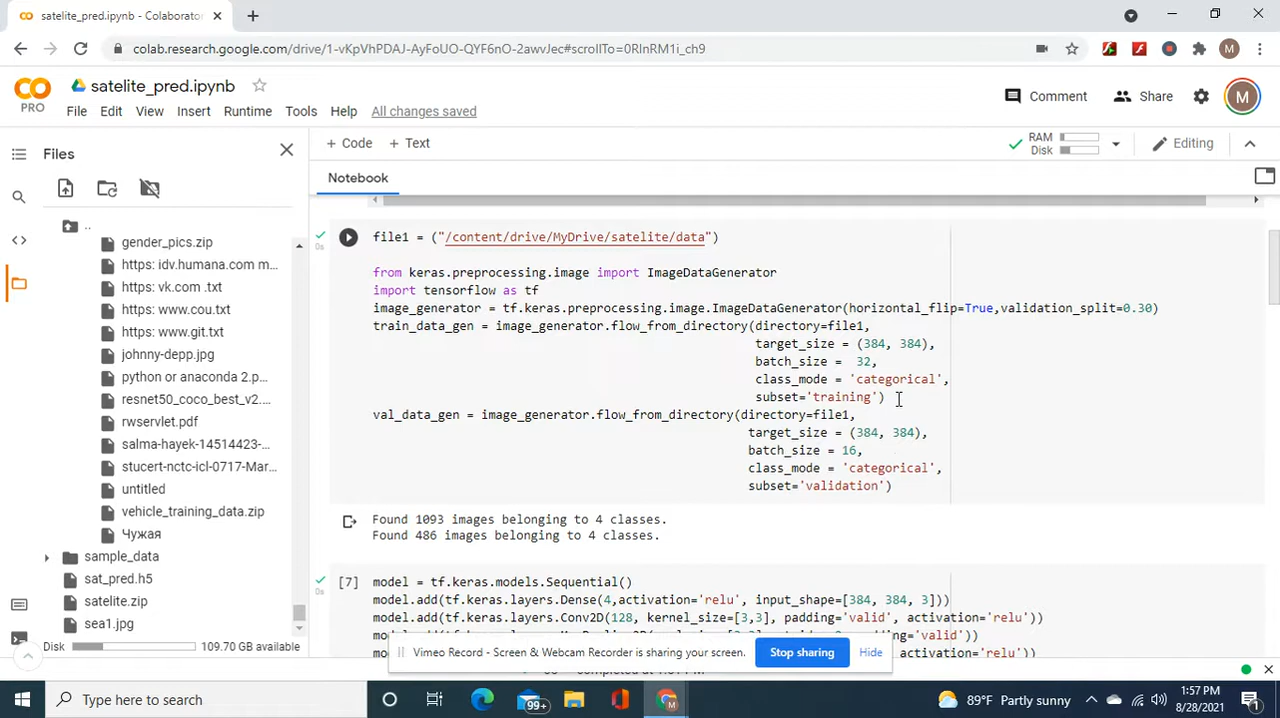 satelite_pred.ipynb - Colaborator
colab.research.google.com/drive/1-vKpVhPDAJ-AyFoUO-QYF6nO-2awvJec#scrollTo=0RlnRM1i_ch9
M
PRO
satelite_pred.ipynb
File Edit View Insert Runtime Tools Help All changes saved
Comment Share M
Files
+ Code + Text
RAM
Disk
Editing
Notebook
..
gender_pics.zip
https: idv.humana.com m...
https: vk.com .txt
https: www.cou.txt
https: www.git.txt
johnny-depp.jpg
python or anaconda 2.p...
resnet50_coco_best_v2....
rwservlet.pdf
salma-hayek-14514423-...
stucert-nctc-icl-0717-Mar...
untitled
vehicle_training_data.zip
Чужая
sample_data
sat_pred.h5
satelite.zip
sea1.jpg
Disk 109.70 GB available
0s
file1 = ("/content/drive/MyDrive/satelite/data")
from keras.preprocessing.image import ImageDataGenerator
import tensorflow as tf
image_generator = tf.keras.preprocessing.image.ImageDataGenerator(horizontal_flip=True,validation_split=0.30)
train_data_gen = image_generator.flow_from_directory(directory=file1,
target_size = (384, 384),
batch_size = 32,
class_mode = 'categorical',
subset='training')
val_data_gen = image_generator.flow_from_directory(directory=file1,
target_size = (384, 384),
batch_size = 16,
class_mode = 'categorical',
subset='validation')
Found 1093 images belonging to 4 classes.
Found 486 images belonging to 4 classes.
0s
[7] model = tf.keras.models.Sequential()
model.add(tf.keras.layers.Dense(4,activation='relu', input_shape=[384, 384, 3]))
model.add(tf.keras.layers.Conv2D(128, kernel_size=[3,3], padding='valid', activation='relu'))
Vimeo Record - Screen & Webcam Recorder is sharing your screen. Stop sharing Hide
Type here to search
99+
89°F Partly sunny
1:57 PM
8/28/2021
1